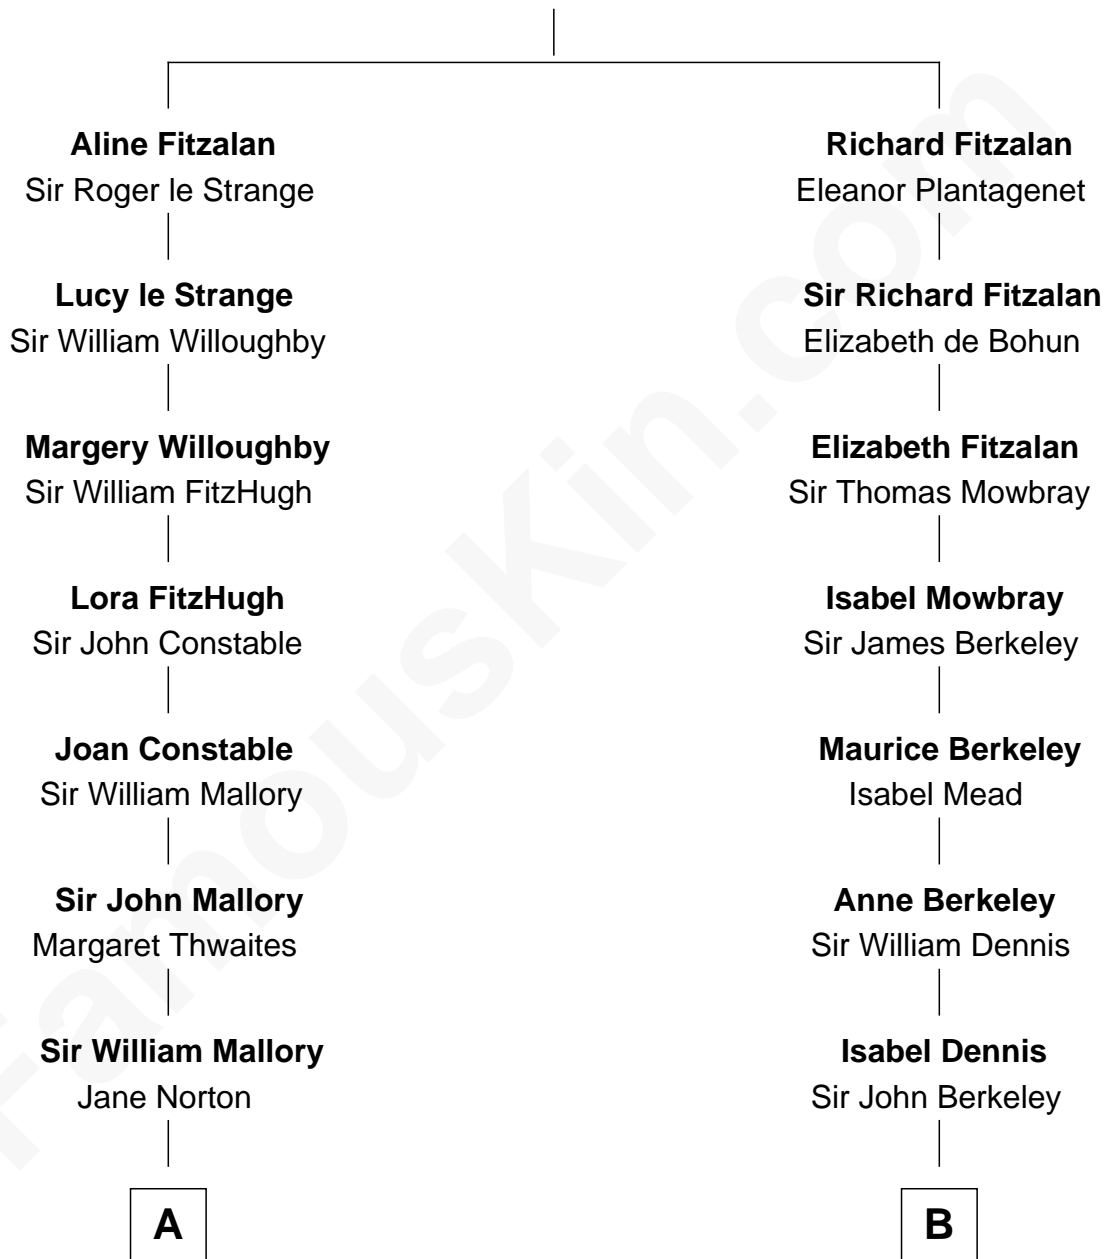 Aline Fitzalan
Sir Roger le Strange
Lucy le Strange
Sir William Willoughby
Margery Willoughby
Sir William FitzHugh
Lora FitzHugh
Sir John Constable
Joan Constable
Sir William Mallory
Sir John Mallory
Margaret Thwaites
Sir William Mallory
Jane Norton
A
Richard Fitzalan
Eleanor Plantagenet
Sir Richard Fitzalan
Elizabeth de Bohun
Elizabeth Fitzalan
Sir Thomas Mowbray
Isabel Mowbray
Sir James Berkeley
Maurice Berkeley
Isabel Mead
Anne Berkeley
Sir William Dennis
Isabel Dennis
Sir John Berkeley
B
FamousKin.com